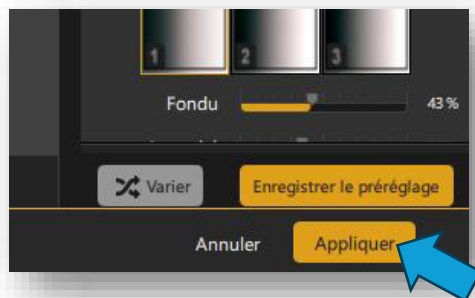 1 2 3
Fondu 43 %
Varier Enregistrer le préréglage
Annuler Appliquer